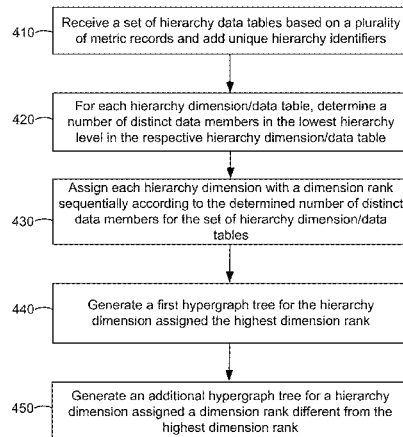 410
Receive a set of hierarchy data tables based on a plurality
of metric records and add unique hierarchy identifiers
420
For each hierarchy dimension/data table, determine a
number of distinct data members in the lowest hierarchy
level in the respective hierarchy dimension/data table
430
Assign each hierarchy dimension with a dimension rank
sequentially according to the determined number of distinct
data members for the set of hierarchy dimension/data
tables
440
Generate a first hypergraph tree for the hierarchy
dimension assigned the highest dimension rank
450
Generate an additional hypergraph tree for a hierarchy
dimension assigned a dimension rank different from the
highest dimension rank